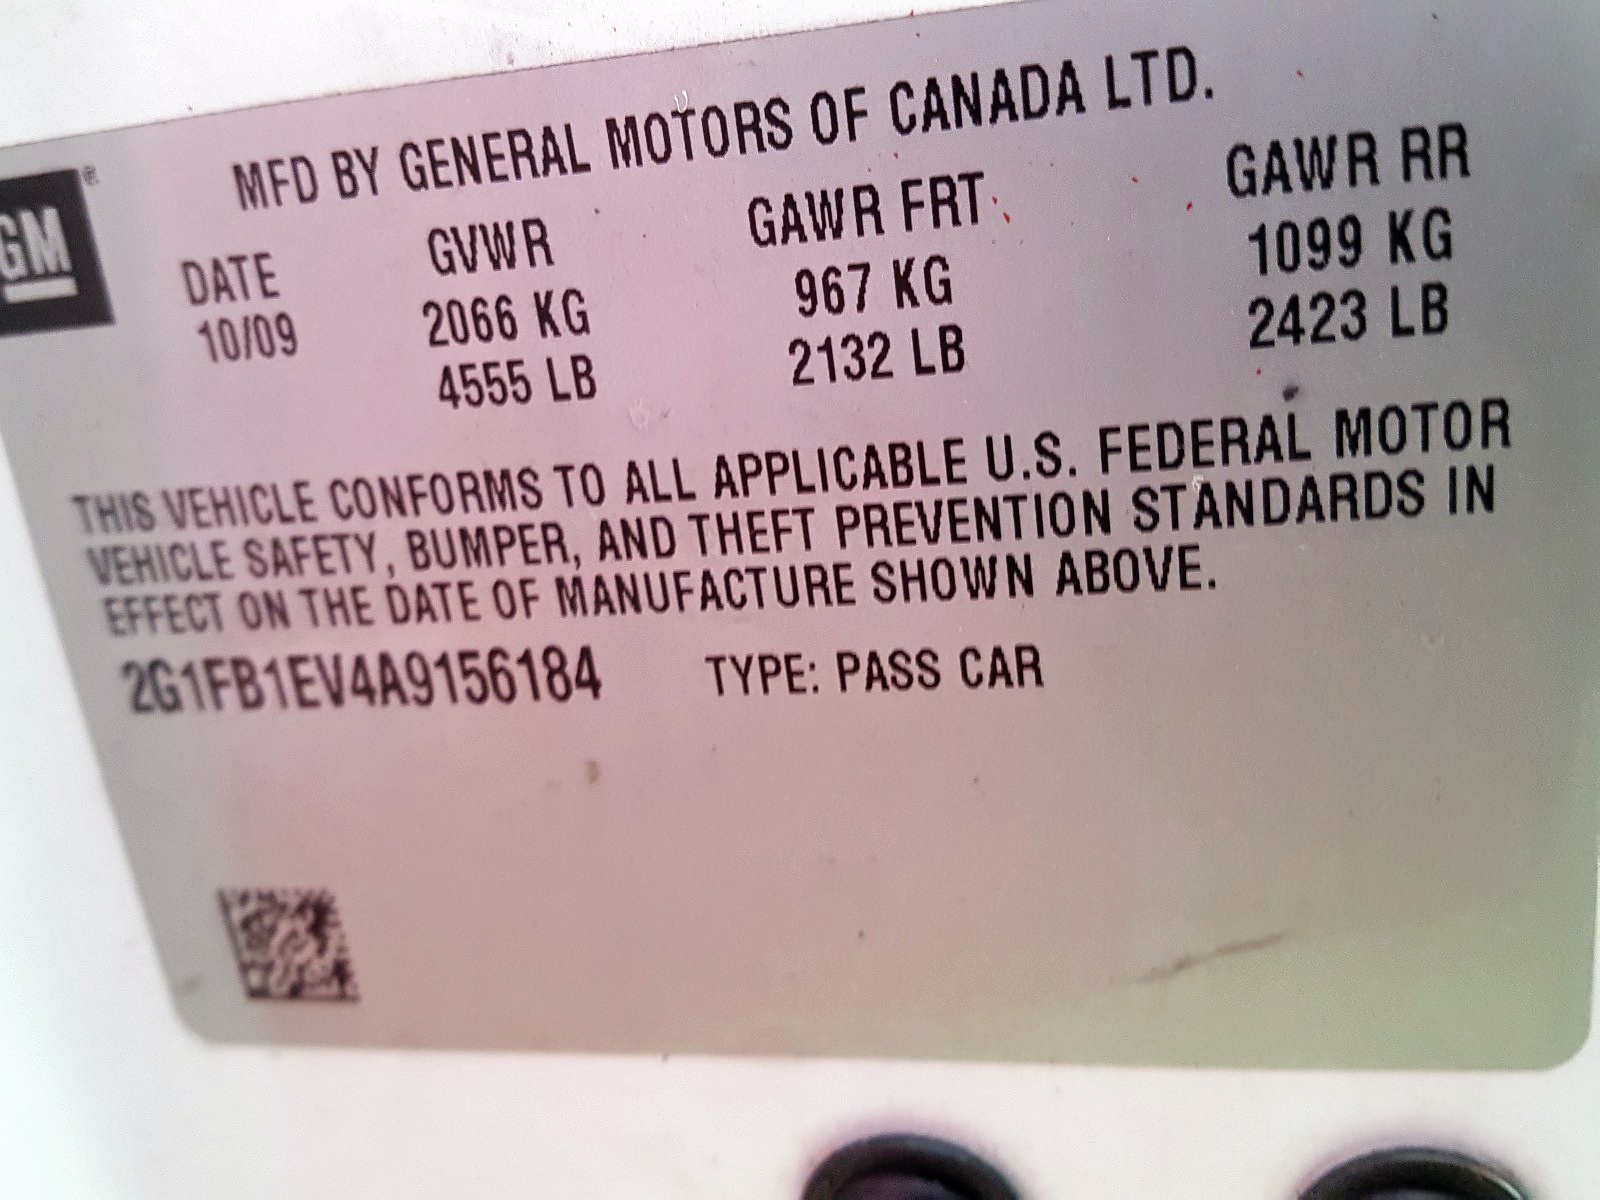 MFD BY GENERAL MOTORS OF CANADA LTD.
GM ®
DATE GVWR GAWR FRT GAWR RR
10/09 2066 KG 967 KG 1099 KG
4555 LB 2132 LB 2423 LB
THIS VEHICLE CONFORMS TO ALL APPLICABLE U.S. FEDERAL MOTOR
VEHICLE SAFETY, BUMPER, AND THEFT PREVENTION STANDARDS IN
EFFECT ON THE DATE OF MANUFACTURE SHOWN ABOVE.
2G1FB1EV4A9156184 TYPE: PASS CAR